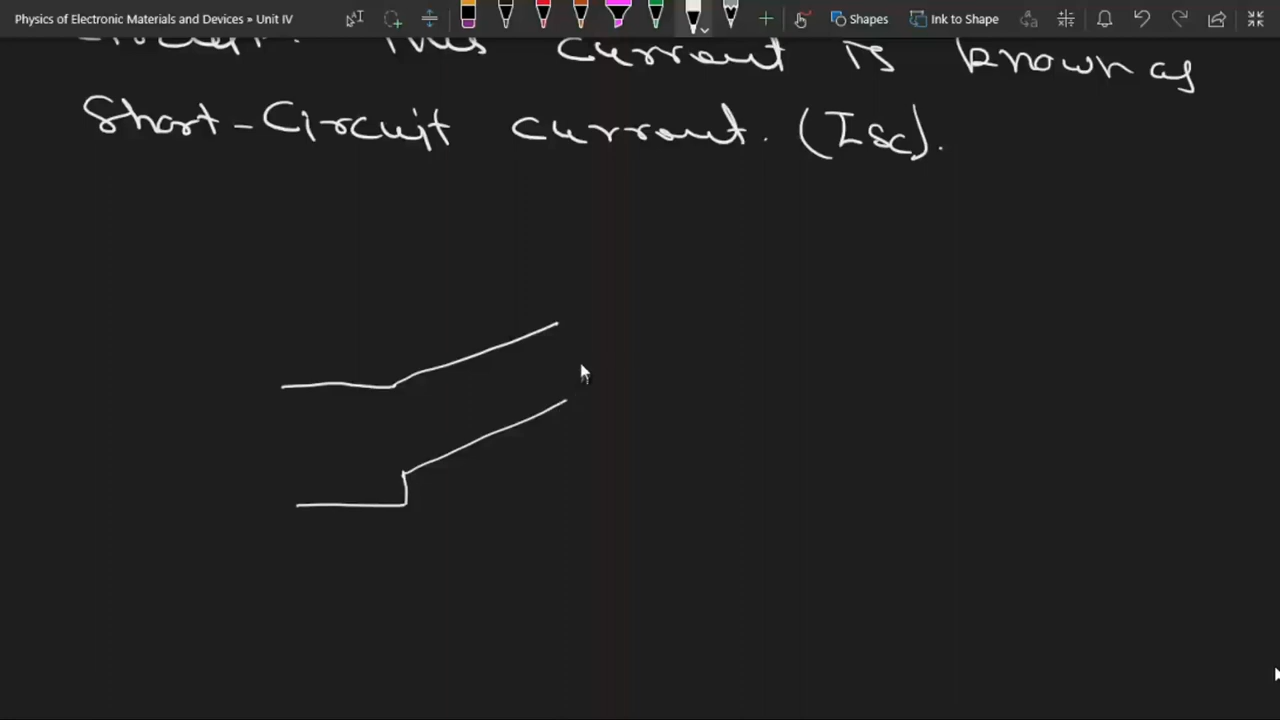 Physics of Electronic Materials and Devices » Unit IV
Shapes
Ink to Shape
This current is known as
Short-Circuit current. (Isc).